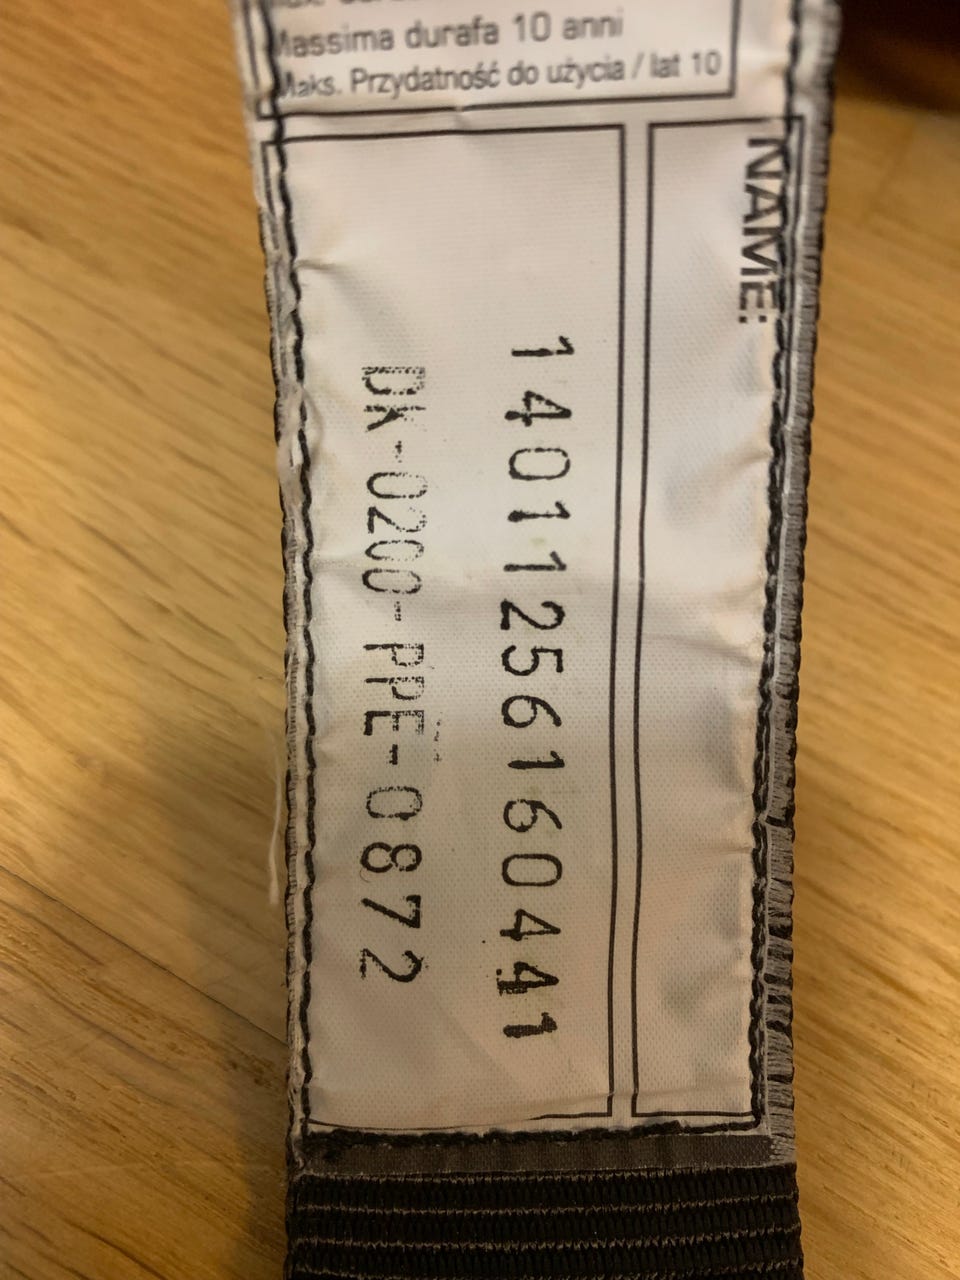 Massima durafa 10 anni
Maks. Przydatność do użycia / lat 10
NAME:
14011256160441
DK-0200-PPE-0872